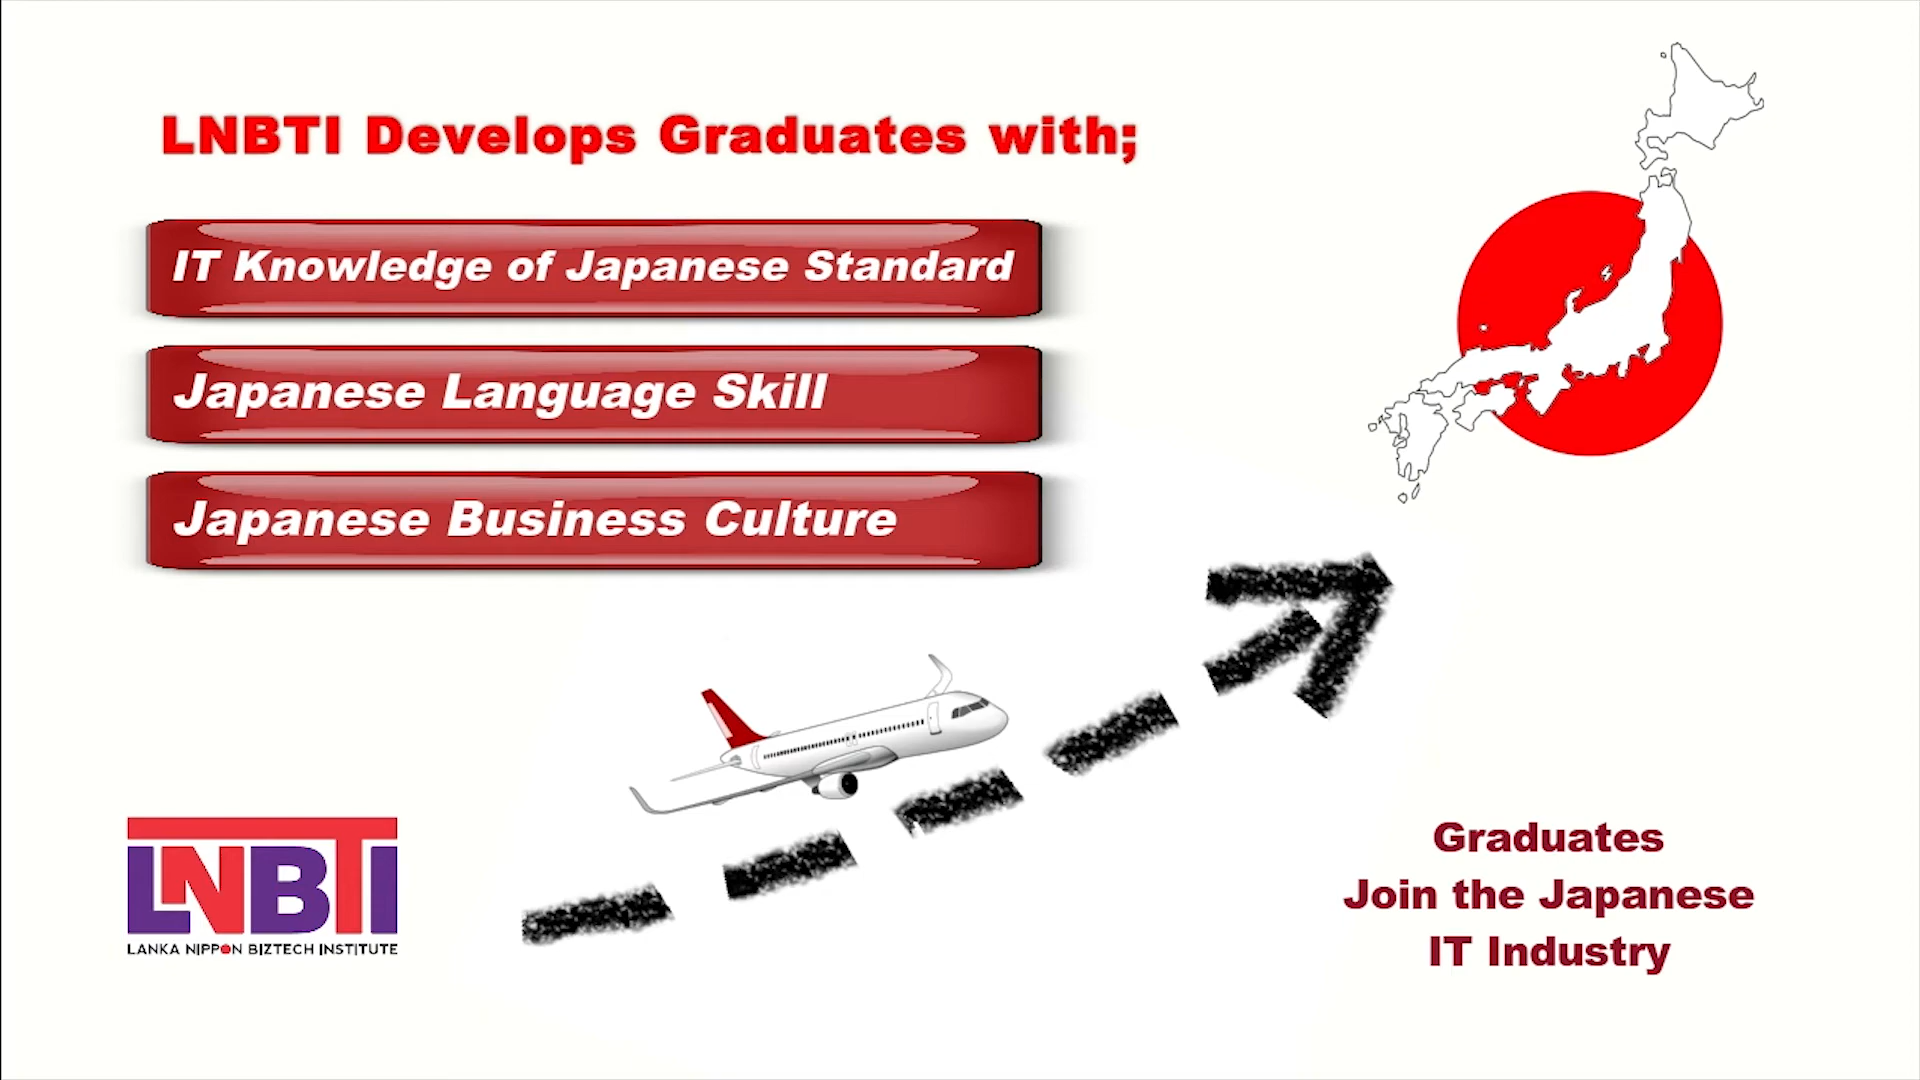 LNBTI Develops Graduates with;
IT Knowledge of Japanese Standard
Japanese Language Skill
Japanese Business Culture
LNBTI
LANKA NIPPON BIZTECH INSTITUTE
Graduates
Join the Japanese
IT Industry